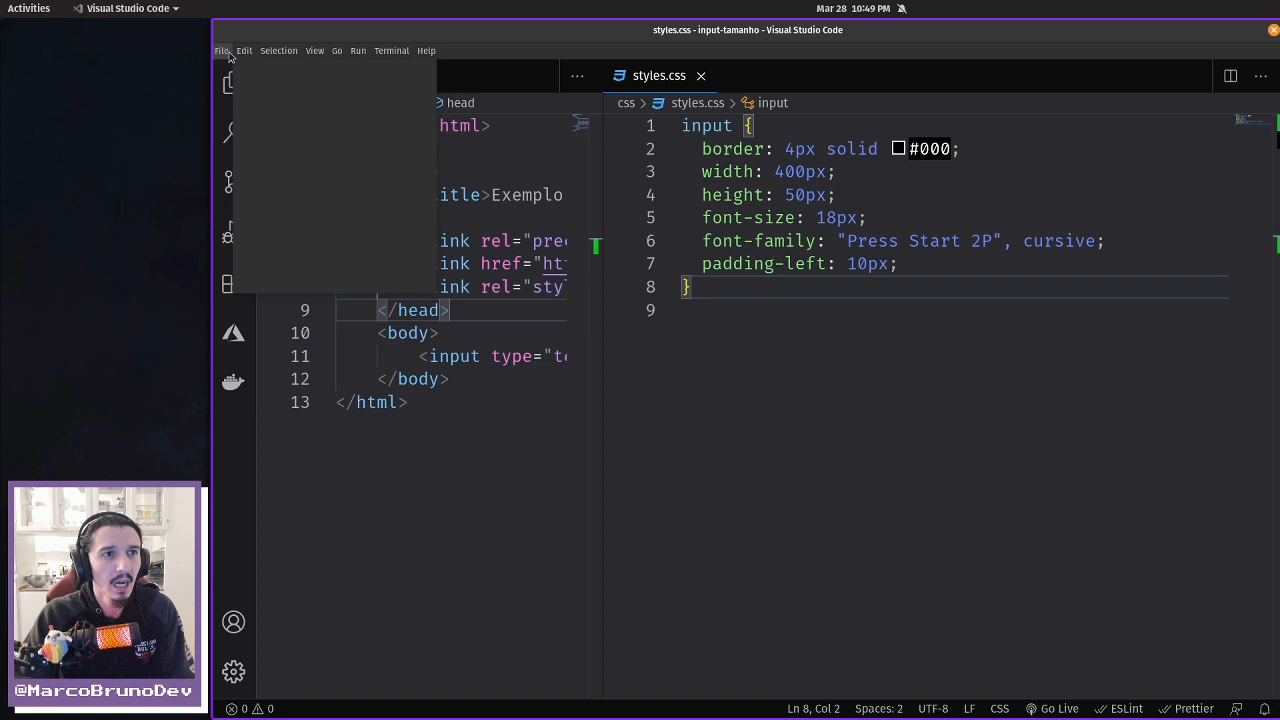 Activities Visual Studio Code Mar 28 10:49 PM
styles.css - input-tamanho - Visual Studio Code
File Edit Selection View Go Run Terminal Help
styles.css
head
css > styles.css > input
html>
itle>Exemplo
ink rel="prec
ink href="htt
ink rel="sty
9 </head>
10 <body>
11 <input type="te
12 </body>
13 </html>
1 input {
2 border: 4px solid #000;
3 width: 400px;
4 height: 50px;
5 font-size: 18px;
6 font-family: "Press Start 2P", cursive;
7 padding-left: 10px;
8 }
9
@MarcoBrunoDev
0 0 Ln 8, Col 2 Spaces: 2 UTF-8 LF CSS Go Live ESLint Prettier